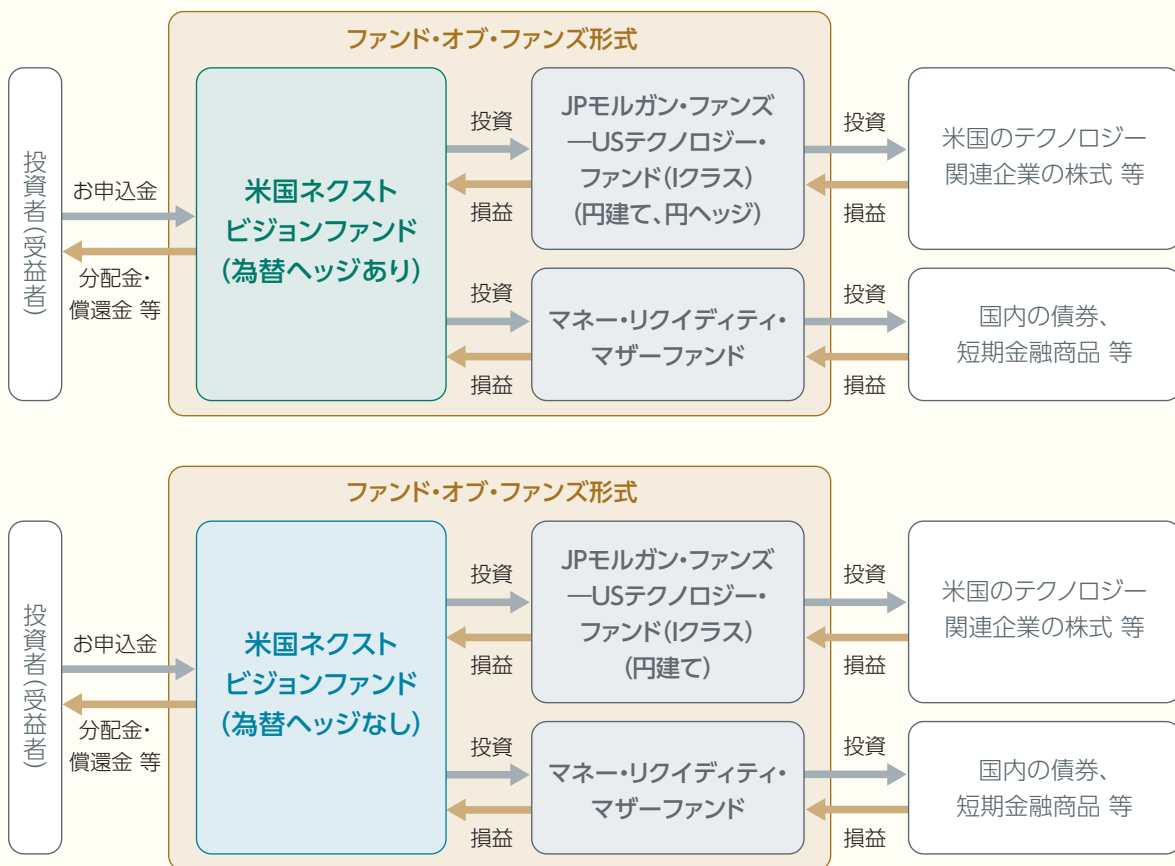 ファンド・オブ・ファンズ形式
投資者(受益者)
お申込金
分配金・
償還金 等
米国ネクスト
ビジョンファンド
(為替ヘッジあり)
投資
損益
JPモルガン・ファンズ
―USテクノロジー・
ファンド(Iクラス)
(円建て、円ヘッジ)
投資
損益
米国のテクノロジー
関連企業の株式 等
投資
損益
マネー・リクイディティ・
マザーファンド
投資
損益
国内の債券、
短期金融商品 等
ファンド・オブ・ファンズ形式
投資者(受益者)
お申込金
分配金・
償還金 等
米国ネクスト
ビジョンファンド
(為替ヘッジなし)
投資
損益
JPモルガン・ファンズ
―USテクノロジー・
ファンド(Iクラス)
(円建て)
投資
損益
米国のテクノロジー
関連企業の株式 等
投資
損益
マネー・リクイディティ・
マザーファンド
投資
損益
国内の債券、
短期金融商品 等